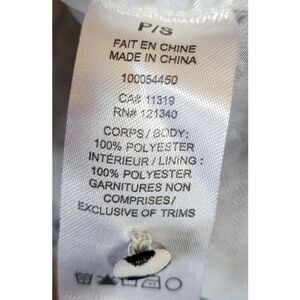 P/S
FAIT EN CHINE
MADE IN CHINA
100054450
CA# 11319
RN# 121340
CORPS / BODY:
100% POLYESTER
INTÉRIEUR / LINING :
100% POLYESTER
GARNITURES NON
COMPRISES/
EXCLUSIVE OF TRIMS